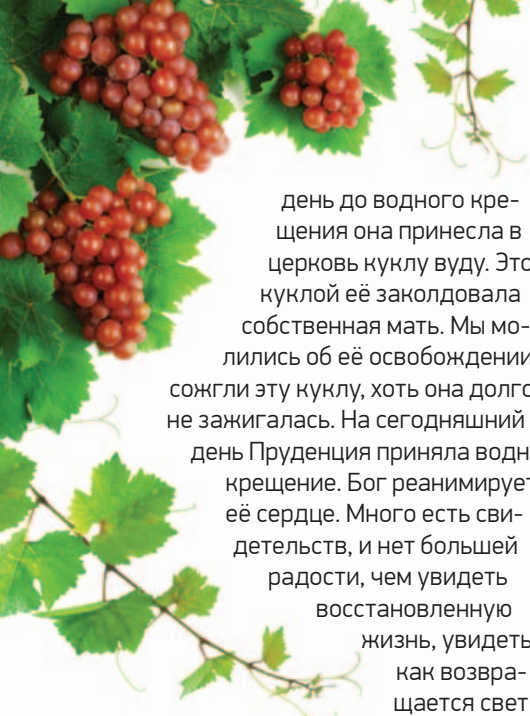 день до водного кре-
щения она принесла в
церковь куклу вуду. Это
куклой её заколдовала
собственная мать. Мы мо-
лились об её освобождении
сожгли эту куклу, хоть она долго
не зажигалась. На сегодняшний
день Пруденция приняла водн
крещение. Бог реанимирует
её сердце. Много есть сви-
детельств, и нет большей
радости, чем увидеть
восстановленную
жизнь, увидеть
как возвра-
щается свет